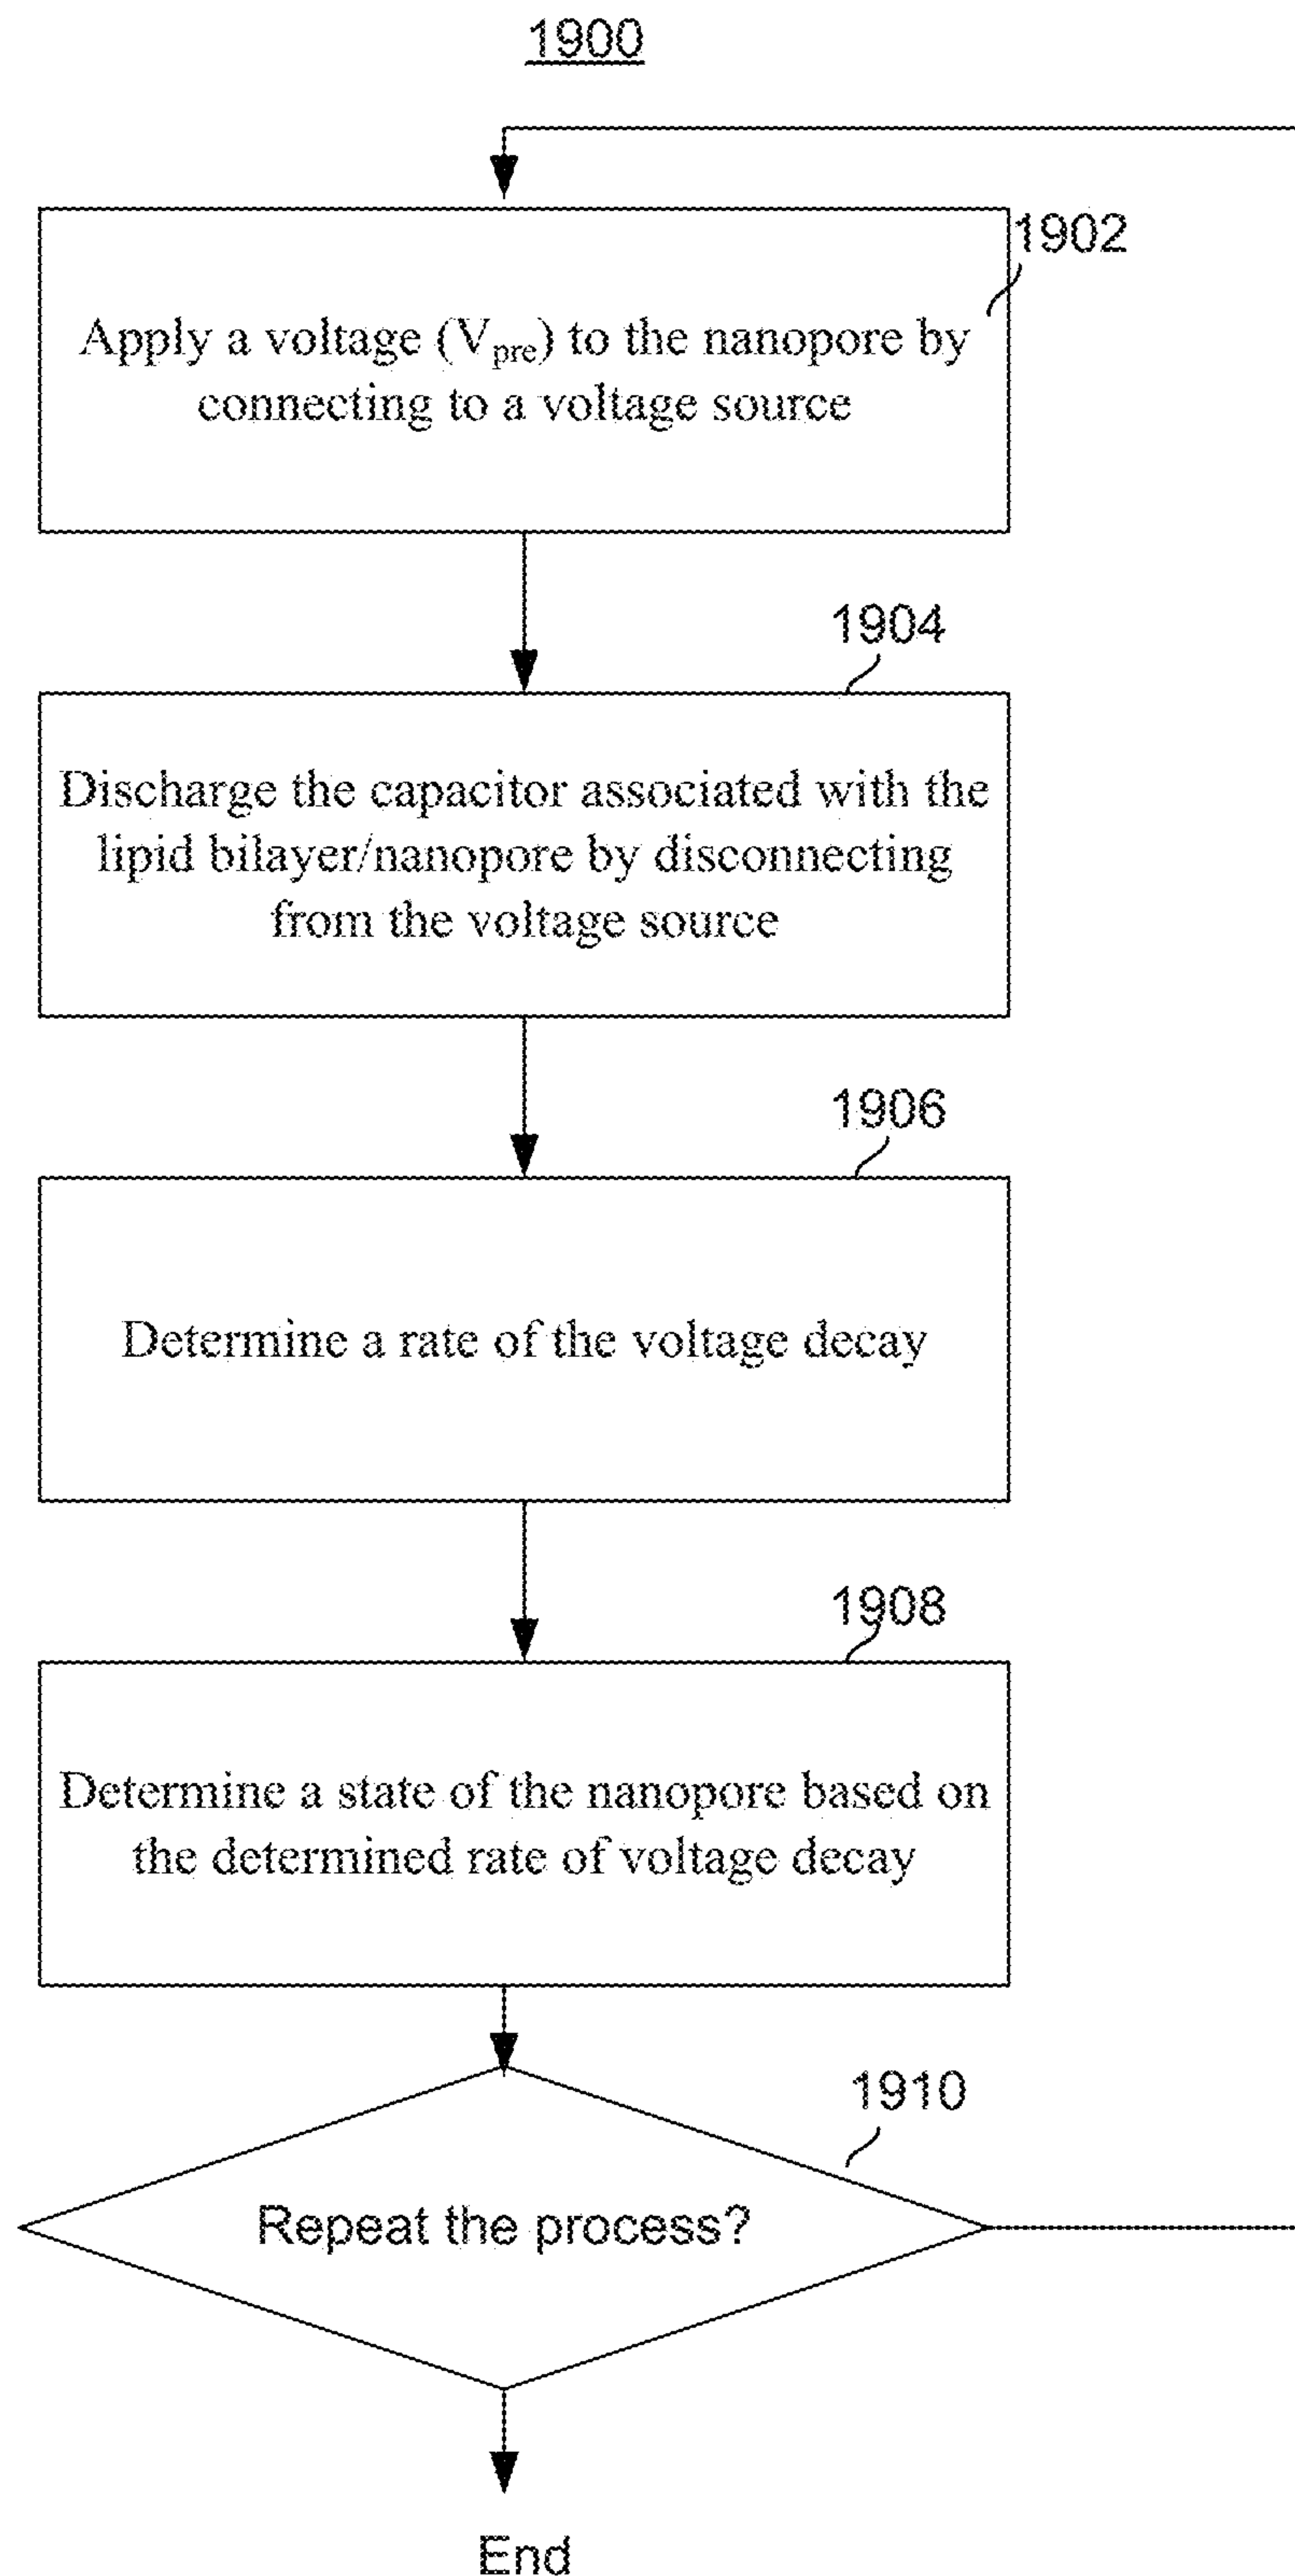 1900
1902
Apply a voltage (Vpre) to the nanopore by
connecting to a voltage source
1904
Discharge the capacitor associated with the
lipid bilayer/nanopore by disconnecting
from the voltage source
1906
Determine a rate of the voltage decay
1908
Determine a state of the nanopore based on
the determined rate of voltage decay
1910
Repeat the process?
End